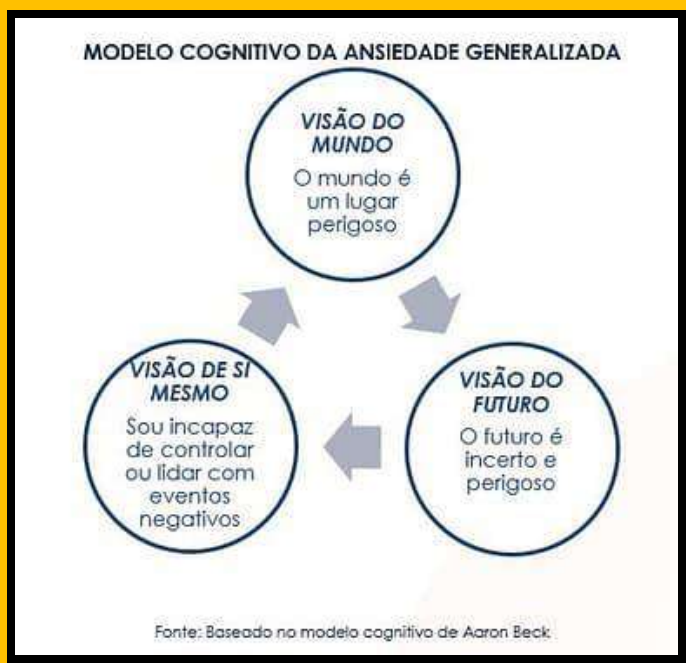 MODELO COGNITIVO DA ANSIEDADE GENERALIZADA
VISÃO DO
MUNDO
O mundo é
um lugar
perigoso
VISÃO DE SI
MESMO
Sou incapaz
de controlar
ou lidar com
eventos
negativos
VISÃO DO
FUTURO
O futuro é
incerto e
perigoso
Fonte: Baseado no modelo cognitivo de Aaron Beck